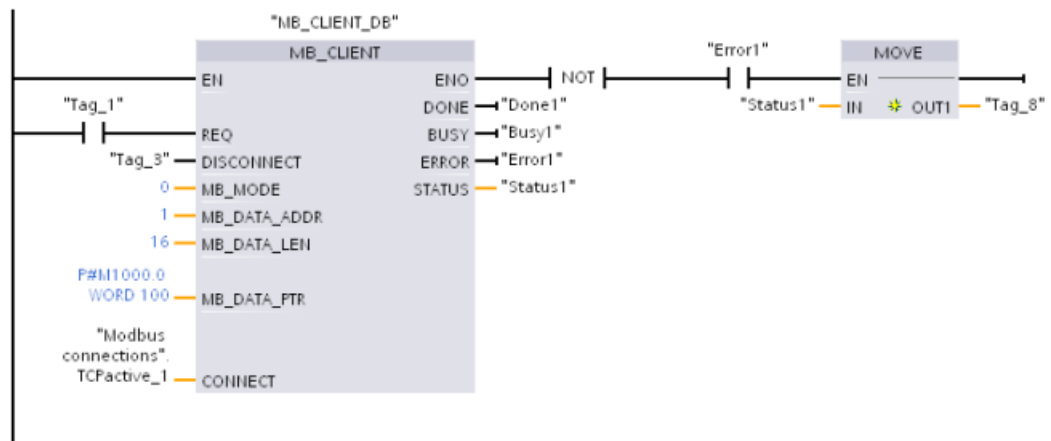 "MB_CLIENT_DB"
MB_CLIENT
"Error1"
MOVE
EN
ENO
NOT
EN
"Tag_1"
DONE
"Done1"
"Status1"
IN
OUT1
"Tag_8"
REQ
BUSY
"Busy1"
"Tag_3"
DISCONNECT
ERROR
"Error1"
0
MB_MODE
STATUS
"Status1"
1
MB_DATA_ADDR
16
MB_DATA_LEN
P#M1000.0
WORD 100
MB_DATA_PTR
"Modbus
connections".
TCPactive_1
CONNECT